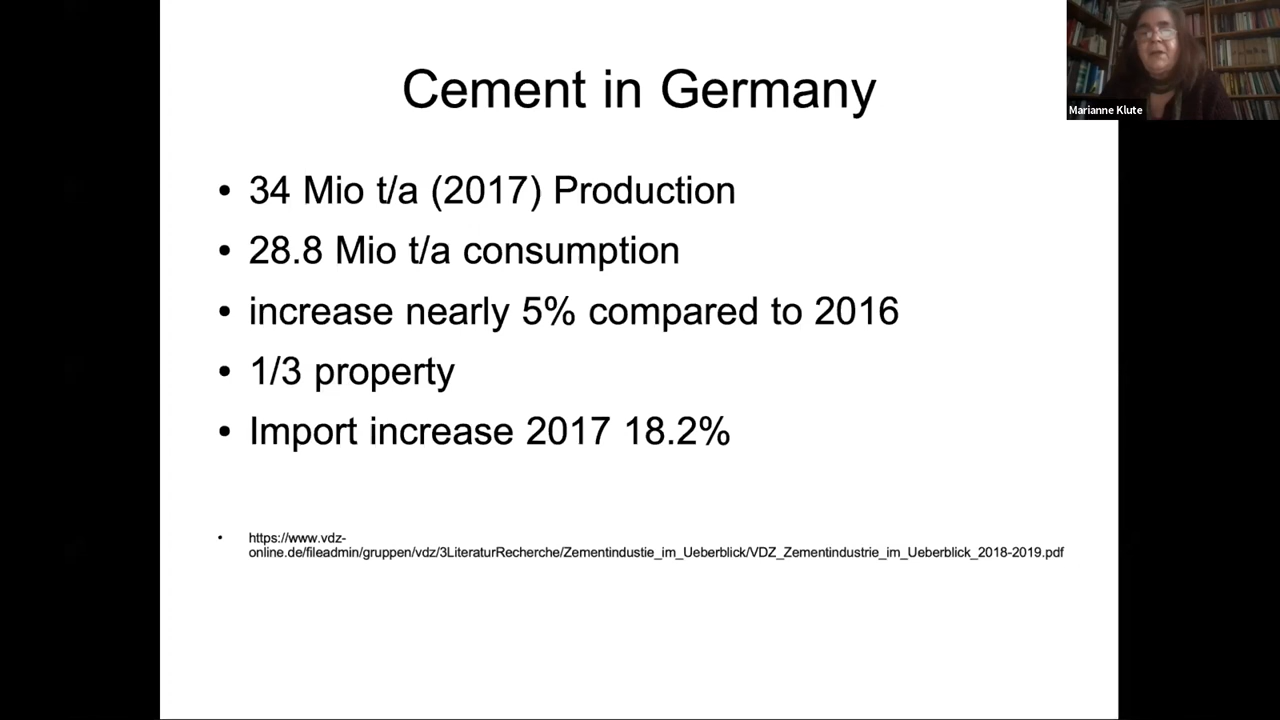 Cement in Germany
Marianne Klute
• 34 Mio t/a (2017) Production
• 28.8 Mio t/a consumption
• increase nearly 5% compared to 2016
• 1/3 property
• Import increase 2017 18.2%
• https://www.vdz-
online.de/fileadmin/gruppen/vdz/3LiteraturRecherche/Zementindustie_im_Ueberblick/VDZ_Zementindustrie_im_Ueberblick_2018-2019.pdf